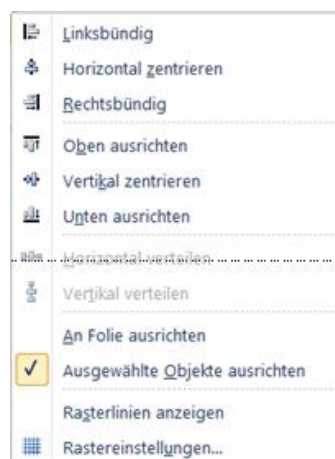 Linksbündig
Horizontal zentrieren
Rechtsbündig
Oben ausrichten
Vertikal zentrieren
Unten ausrichten
Horizontal verteilen
Vertikal verteilen
An Folie ausrichten
Ausgewählte Objekte ausrichten
Rasterlinien anzeigen
Rastereinstellungen...